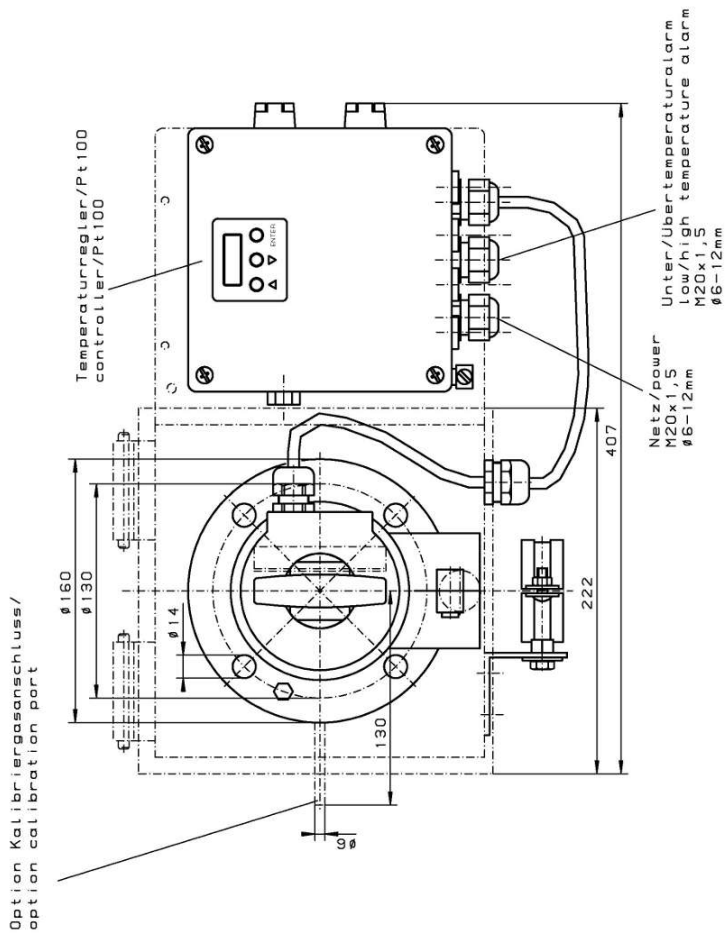 Option Kalibriergasanschluss/
option calibration port
Temperaturregler/Pt100
controller/Pt100
ENTER
ø160
ø130
ø14
130
ø6
222
407
Netz/power
M20x1,5
ø6-12mm
Unter/Übertemperaturalarm
low/high temperature alarm
M20x1,5
ø6-12mm